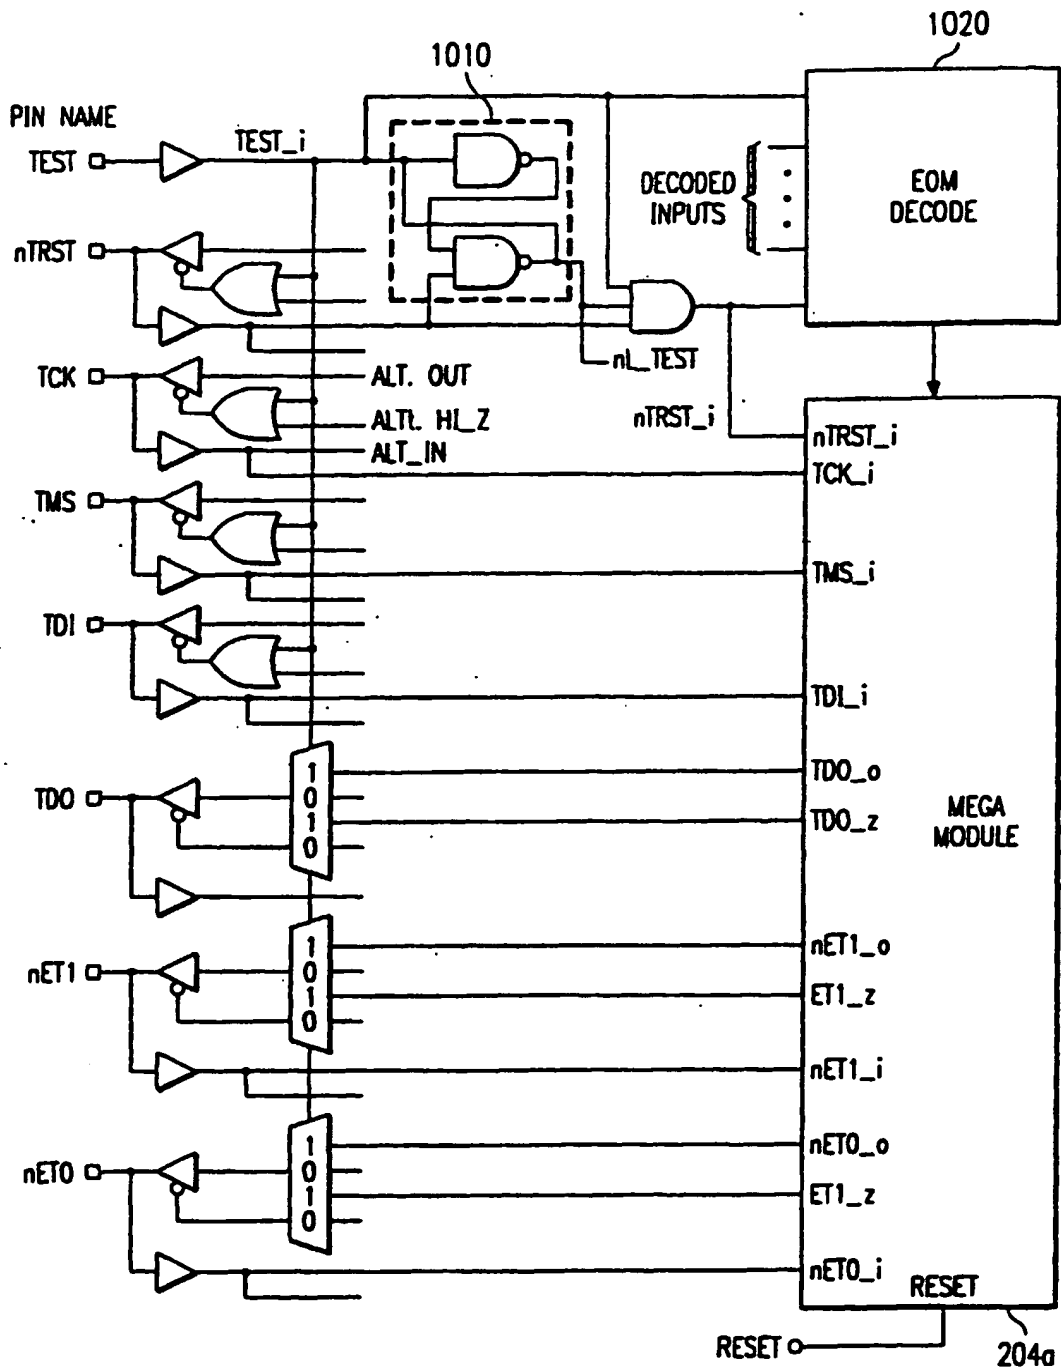 1020
1010
PIN NAME
TEST
TEST_i
DECODED
INPUTS
EOM
DECODE
nTRST
nL_TEST
TCK
ALT. OUT
ALTL HI_Z
ALT_IN
nTRST_i
nTRST_i
TCK_i
TMS
TMS_i
TDI
TDI_i
TDO
1
0
1
0
TDO_o
TDO_z
MEGA
MODULE
nET1
1
0
1
0
nET1_o
ET1_z
nET1_i
nET0
1
0
1
0
nET0_o
ET1_z
nET0_i
RESET
RESET
204a